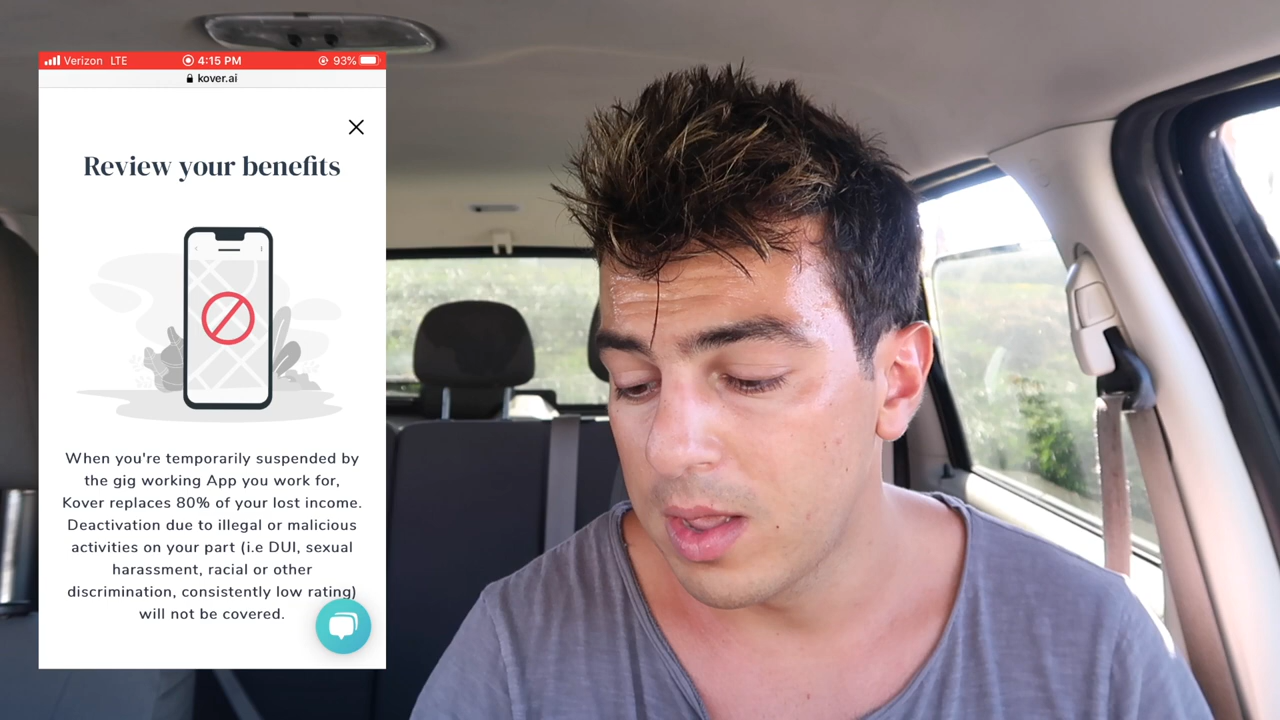 Verizon LTE 4:15 PM 93%
kover.ai
Review your benefits
When you're temporarily suspended by
the gig working App you work for,
Kover replaces 80% of your lost income.
Deactivation due to illegal or malicious
activities on your part (i.e DUI, sexual
harassment, racial or other
discrimination, consistently low rating)
will not be covered.